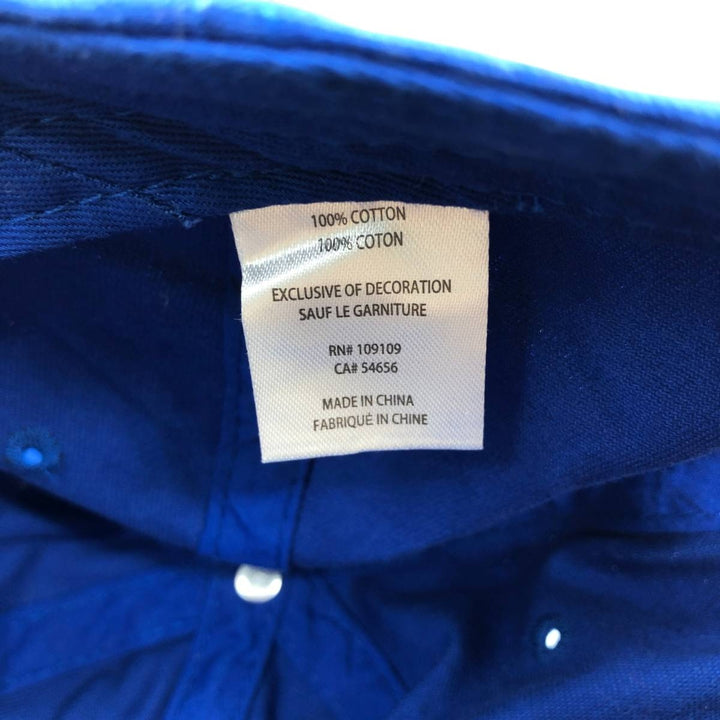 100% COTTON
100% COTON
EXCLUSIVE OF DECORATION
SAUF LE GARNITURE
RN# 109109
CA# 54656
MADE IN CHINA
FABRIQUÉ IN CHINE